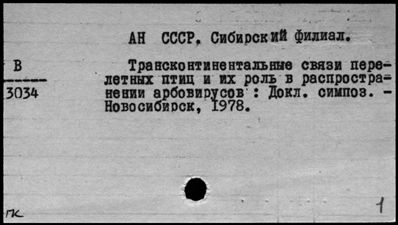 АН СССР, Сибирский филиал.
В
3034
Трансконтинентальные связи пере-
летных птиц и их роль в распростра-
нении арбовирусов : Докл. симпоз. -
Новосибирск, 1978.
гк
1